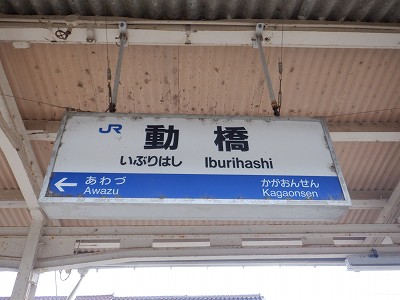 JR
動橋
いぶりはし Iburihashi
あわづ かがおんせん
Awazu Kagaonsen